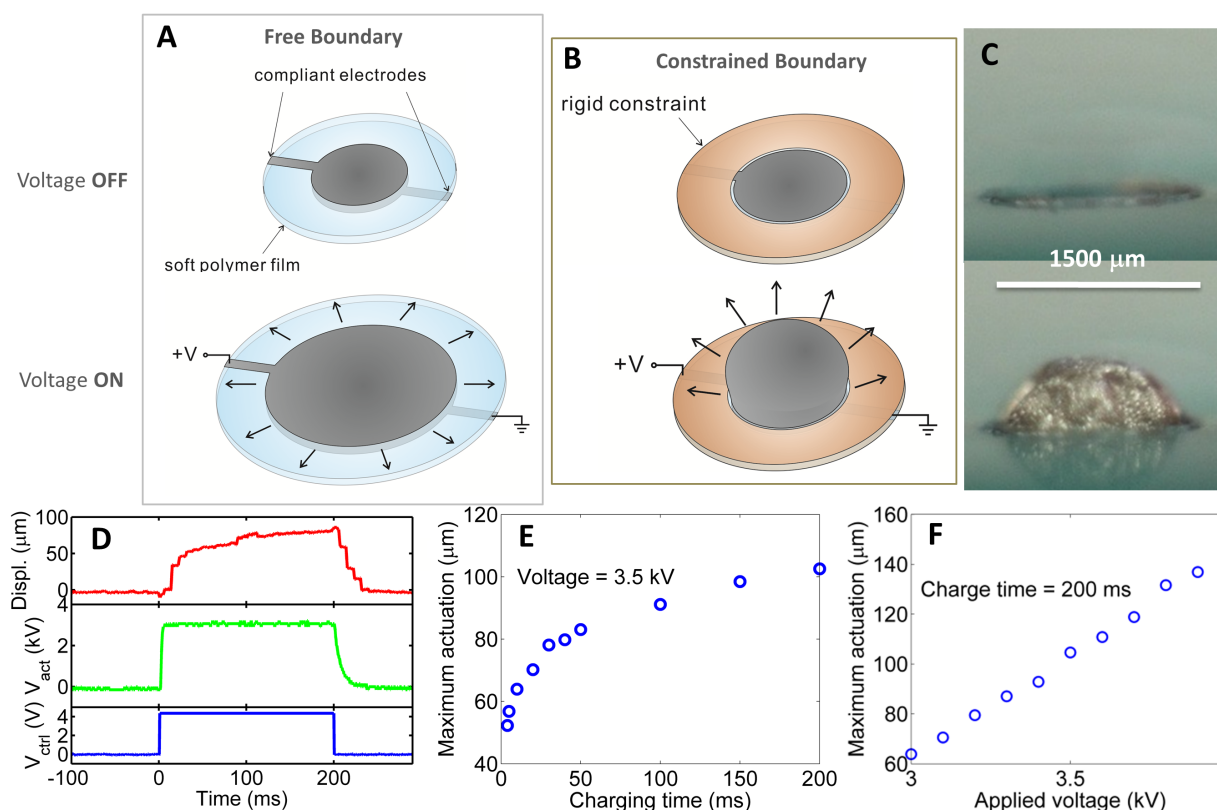 A
Free Boundary
compliant electrodes
Voltage OFF
soft polymer film
+V
Voltage ON
B
Constrained Boundary
rigid constraint
+V
C
1500 μm
D
Displ. (μm)
100
50
0
V_act (kV)
4
2
0
V_ctrl (V)
4
2
0
-100 0 100 200
Time (ms)
E
Voltage = 3.5 kV
Maximum actuation (μm)
120
100
80
60
40
0 50 100 150 200
Charging time (ms)
F
Charge time = 200 ms
Maximum actuation (μm)
160
140
120
100
80
60
3 3.5
Applied voltage (kV)